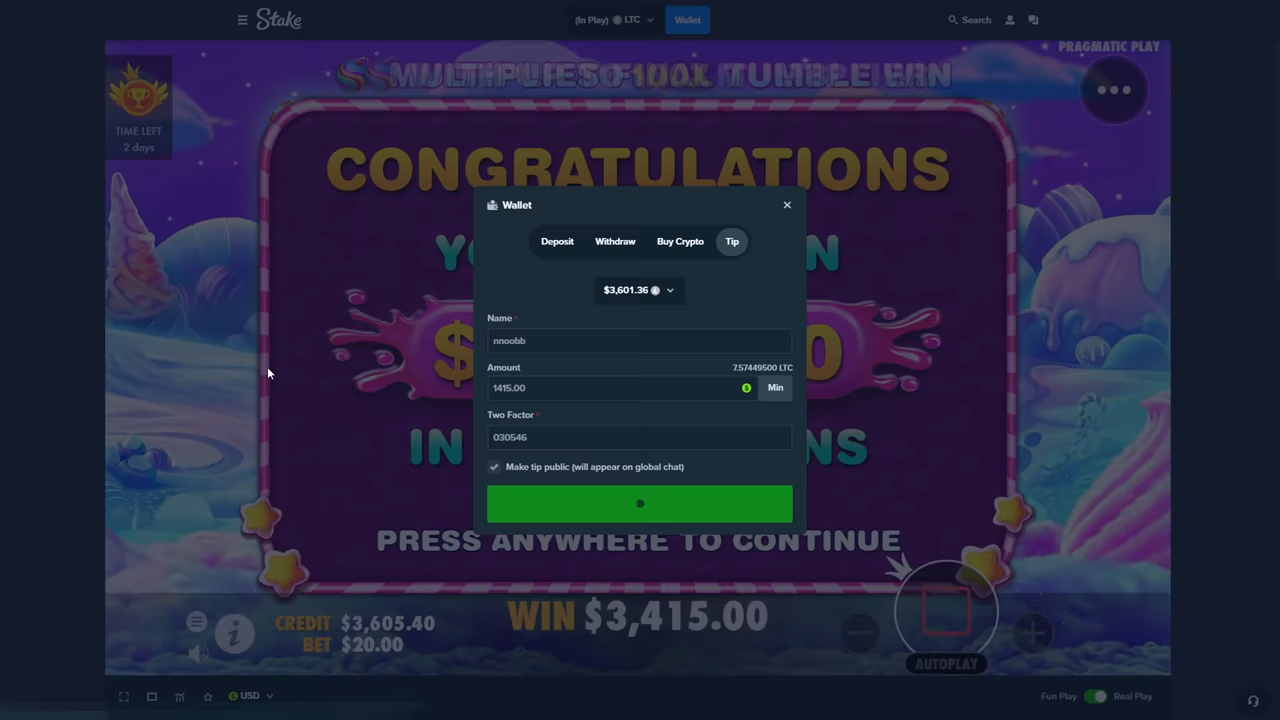 Stake
(In Play) LTC
Wallet
Search
PRAGMATIC PLAY
TUMBLE WIN
TIME LEFT
2 days
CONGRATULATIONS
Wallet
Deposit Withdraw Buy Crypto Tip
$3,601.36
Name *
nnoobb
Amount 7.57449500 LTC
1415.00 Min
Two Factor *
030546
Make tip public (will appear on global chat)
IN
PRESS ANYWHERE TO CONTINUE
CREDIT $3,605.40
BET $20.00
WIN $3,415.00
AUTOPLAY
USD
Fun Play Real Play